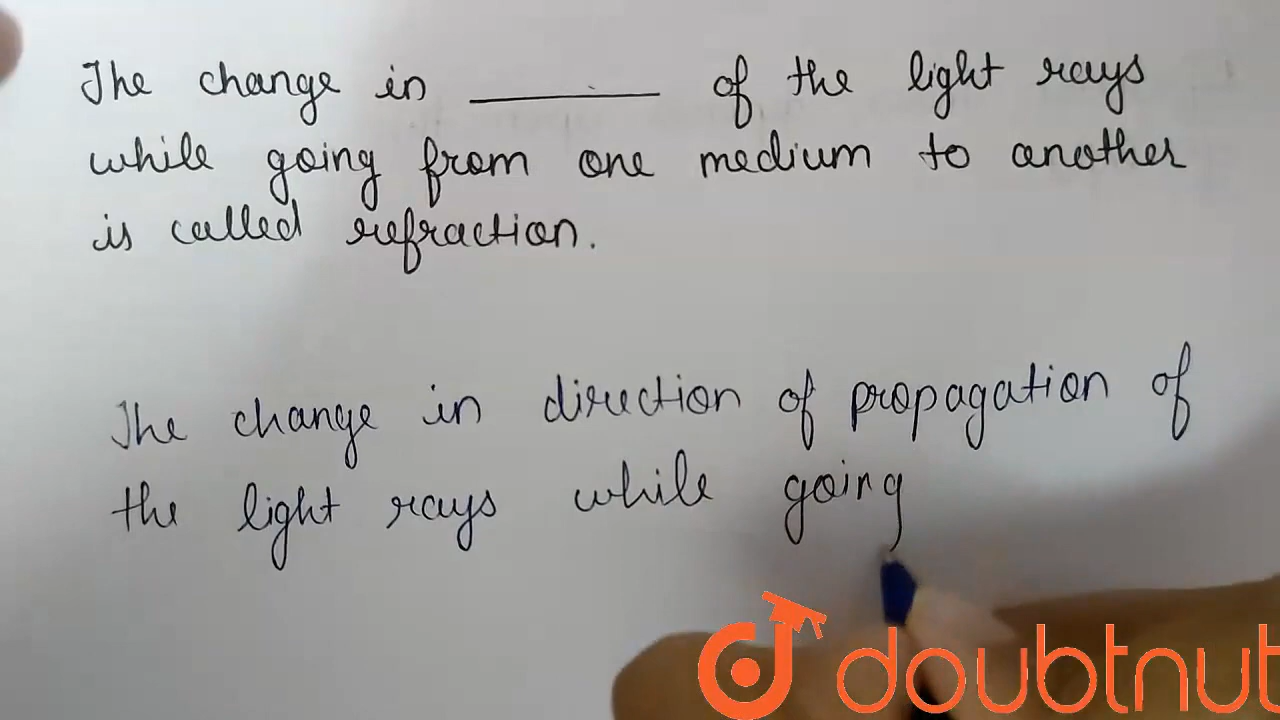 The change in ______ of the light rays
while going from one medium to another
is called refraction.
The change in direction of propagation of
the light rays while going
doubtnut